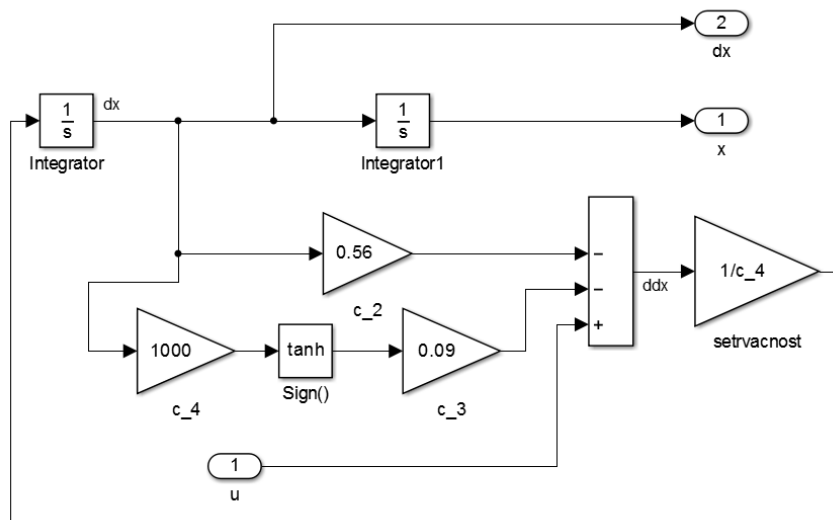 2
dx
1
s
dx
Integrator
1
s
Integrator1
1
x
0.56
c_2
−
−
+
ddx
1/c_4
setrvacnost
1000
c_4
tanh
Sign()
0.09
c_3
1
u